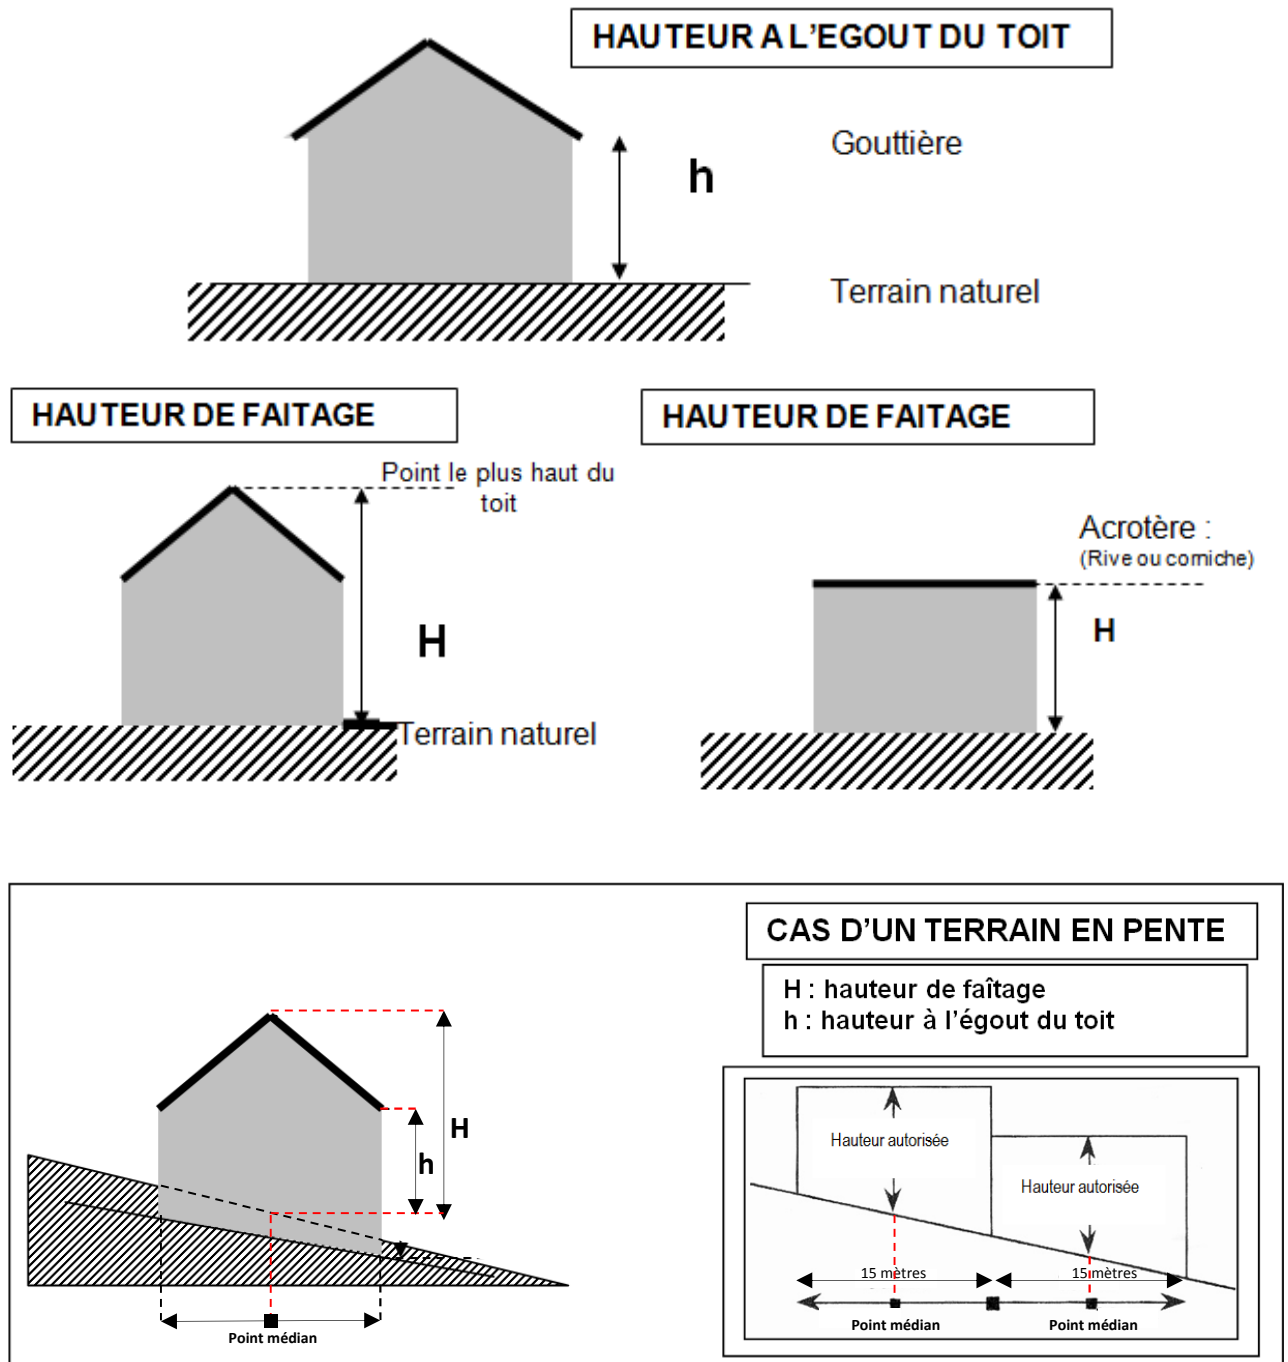 HAUTEUR A L'EGOUT DU TOIT
Gouttière
h
Terrain naturel
HAUTEUR DE FAITAGE
HAUTEUR DE FAITAGE
Point le plus haut du
toit
H
Terrain naturel
Acrotère :
(Rive ou corniche)
H
CAS D'UN TERRAIN EN PENTE
H : hauteur de faîtage
h : hauteur à l'égout du toit
H
h
Point médian
Hauteur autorisée
Hauteur autorisée
15 mètres
15 mètres
Point médian
Point médian